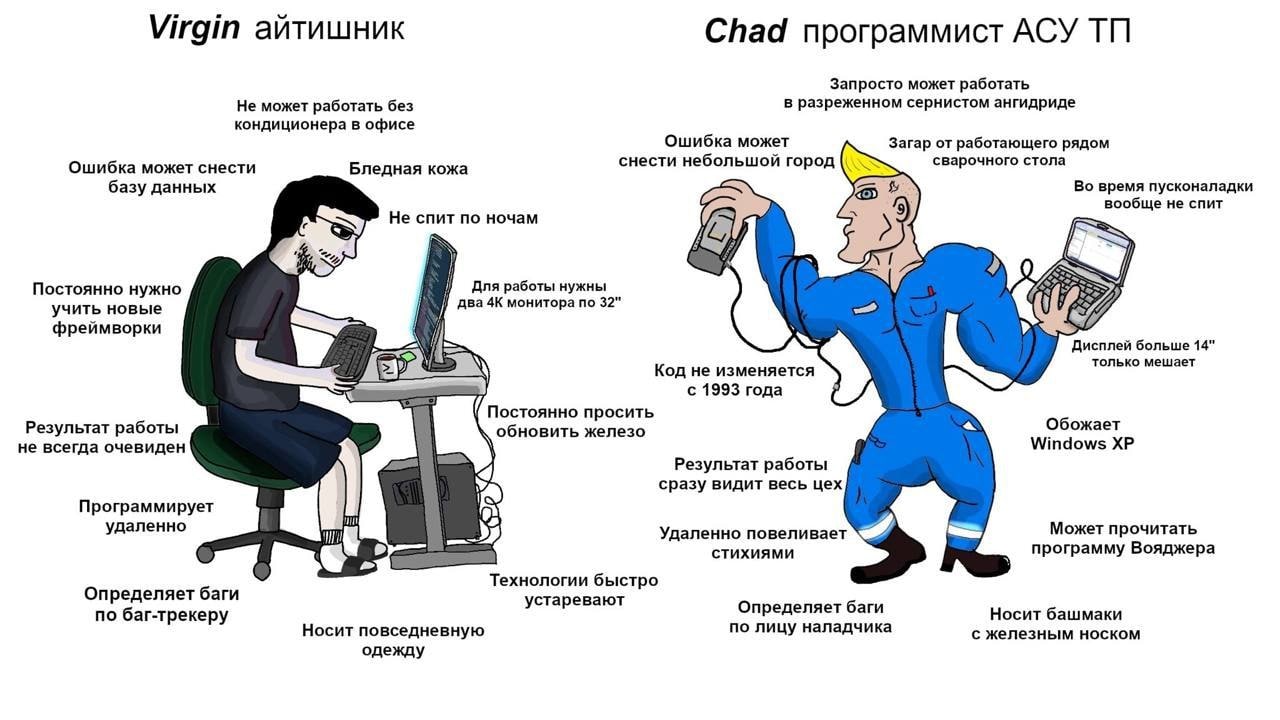 Virgin айтишник
Не может работать без
кондиционера в офисе
Ошибка может снести
базу данных
Бледная кожа
Не спит по ночам
Постоянно нужно
учить новые
фреймворки
Для работы нужны
два 4К монитора по 32"
Результат работы
не всегда очевиден
Постоянно просить
обновить железо
Программирует
удаленно
Определяет баги
по баг-трекеру
Технологии быстро
устаревают
Носит повседневную
одежду
Chad программист АСУ ТП
Запросто может работать
в разреженном сернистом ангидриде
Ошибка может
снести небольшой город
Загар от работающего рядом
сварочного стола
Во время пусконаладки
вообще не спит
Дисплей больше 14"
только мешает
Код не изменяется
с 1993 года
Обожает
Windows XP
Результат работы
сразу видит весь цех
Удаленно повеливает
стихиями
Может прочитать
программу Вояджера
Определяет баги
по лицу наладчика
Носит башмаки
с железным носком